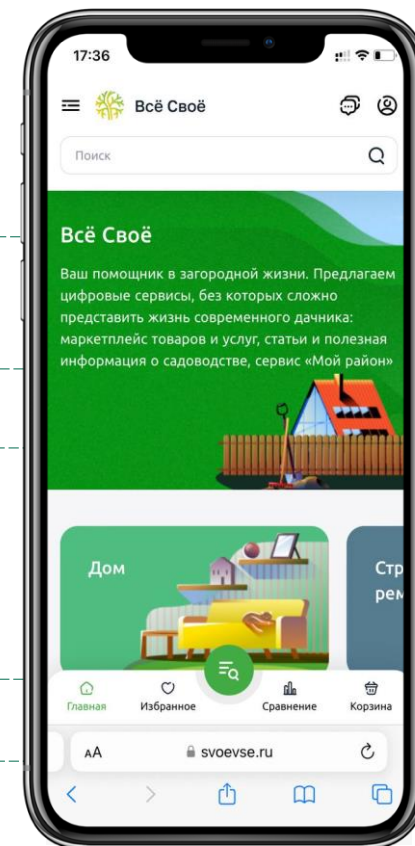 17:36
Всё Своё
Поиск
Всё Своё
Ваш помощник в загородной жизни. Предлагаем
цифровые сервисы, без которых сложно
представить жизнь современного дачника:
маркетплейс товаров и услуг, статьи и полезная
информация о садоводстве, сервис «Мой район»
Дом
Стр
рем
Главная
Избранное
Сравнение
Корзина
AA
svoevse.ru